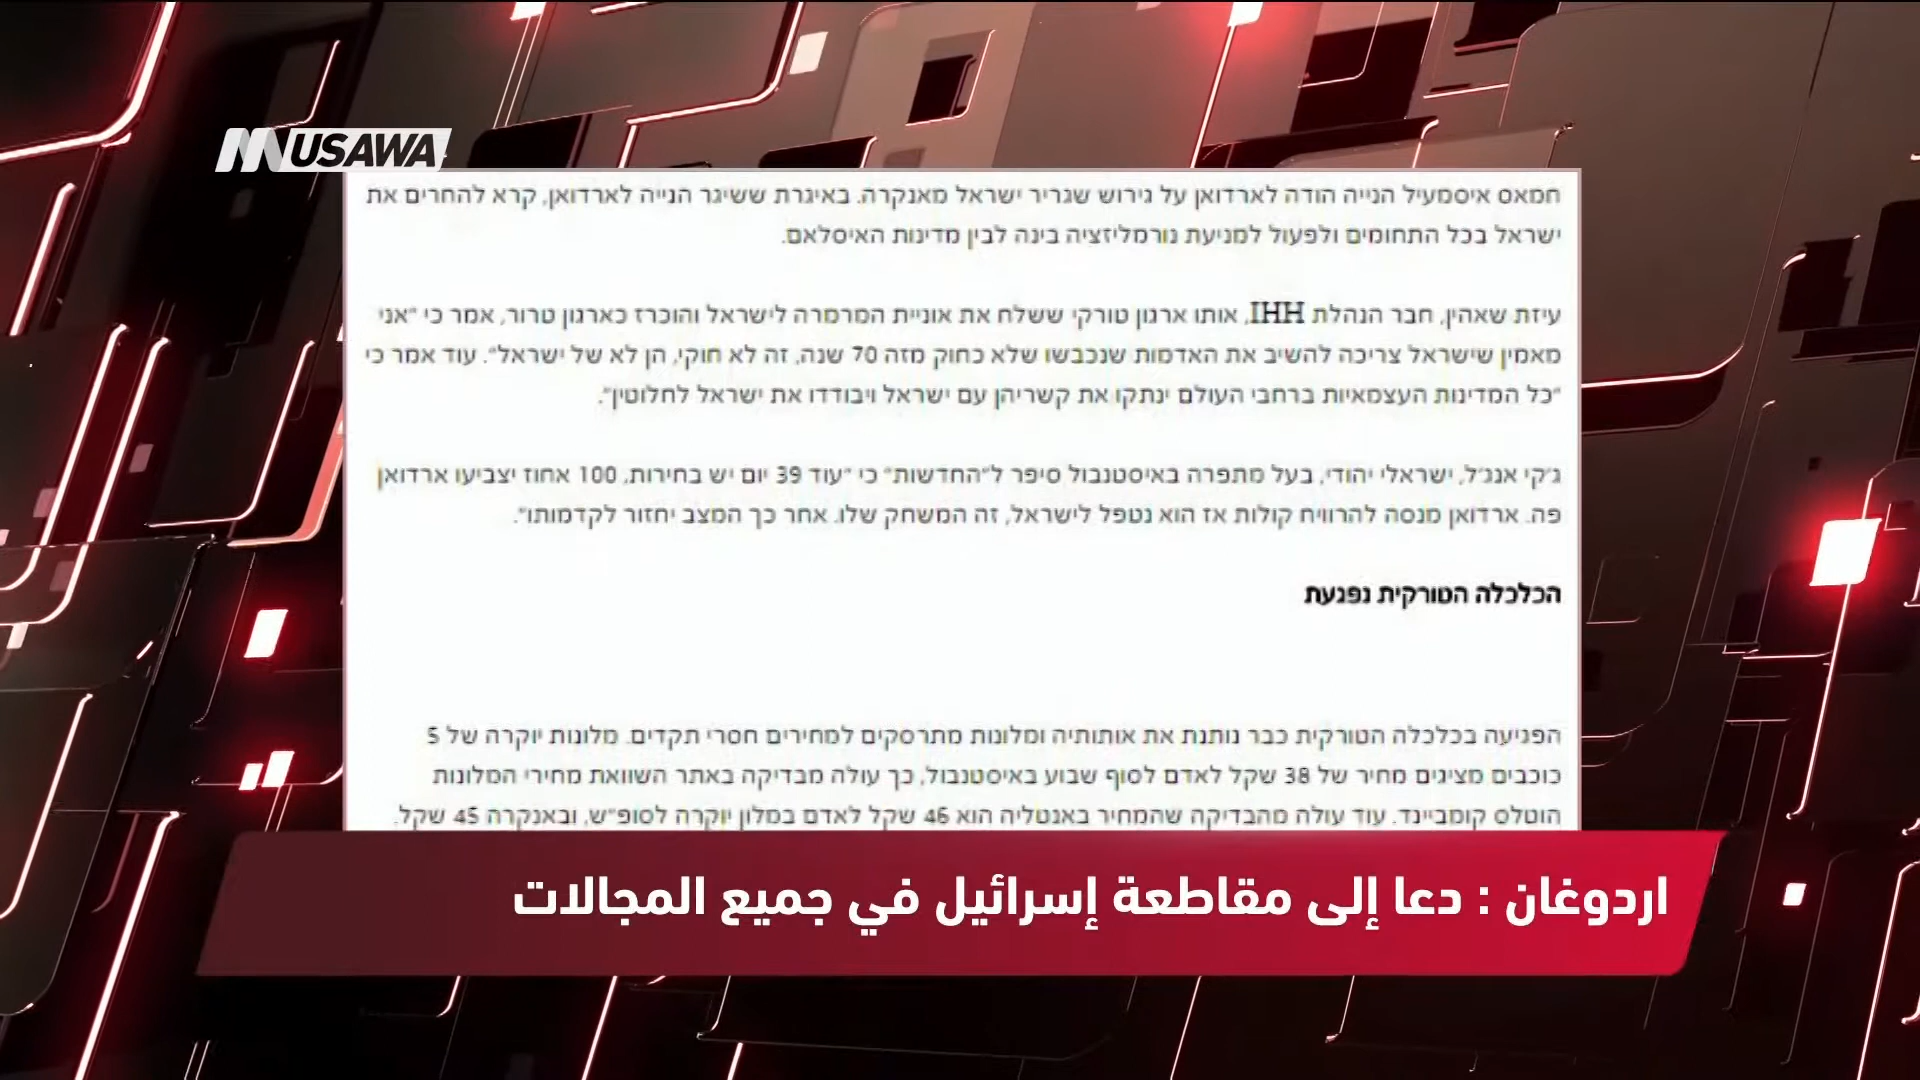 MUSAWA
חמאס איסמעיל הנייה הודה לארדואן על גירוש שגריר ישראל מאנקרה. באיגרת ששיגר הנייה לארדואן, קרא להחרים את
ישראל בכל התחומים ולפעול למניעת נורמליזציה בינה לבין מדינות האיסלאם.
עיזת שאהין, חבר הנהלת IHH, אותו ארגון טורקי ששלח את אוניית המרמרה לישראל והוכרז כארגון טרור, אמר כי "אני
מאמין שישראל צריכה להשיב את האדמות שנכבשו שלא כחוק מזה 70 שנה, זה לא חוקי, הן לא של ישראל". עוד אמר כי
"כל המדינות העצמאיות ברחבי העולם ינתקו את קשריהן עם ישראל ויבודדו את ישראל לחלוטין".
ג'קי אנג'ל, ישראלי יהודי, בעל מתפרה באיסטנבול סיפר ל"החדשות" כי "עוד 39 יום יש בחירות, 100 אחוז יצביעו ארדואן
פה. ארדואן מנסה להרוויח קולות אז הוא נטפל לישראל, זה המשחק שלו. אחר כך המצב יחזור לקדמותו".
הכלכלה הטורקית נפגעת
הפגיעה בכלכלה הטורקית כבר נותנת את אותותיה ומלונות מתרסקים למחירים חסרי תקדים. מלונות יוקרה של 5
כוכבים מציגים מחיר של 38 שקל לאדם לסוף שבוע באיסטנבול, כך עולה מבדיקה באתר השוואת מחירי המלונות
הוטלס קומביינד. עוד עולה מהבדיקה שהמחיר באנטליה הוא 46 שקל לאדם במלון יוקרה לסופ"ש, ובאנקרה 45 שקל.
اردوغان : دعا إلى مقاطعة إسرائيل في جميع المجالات